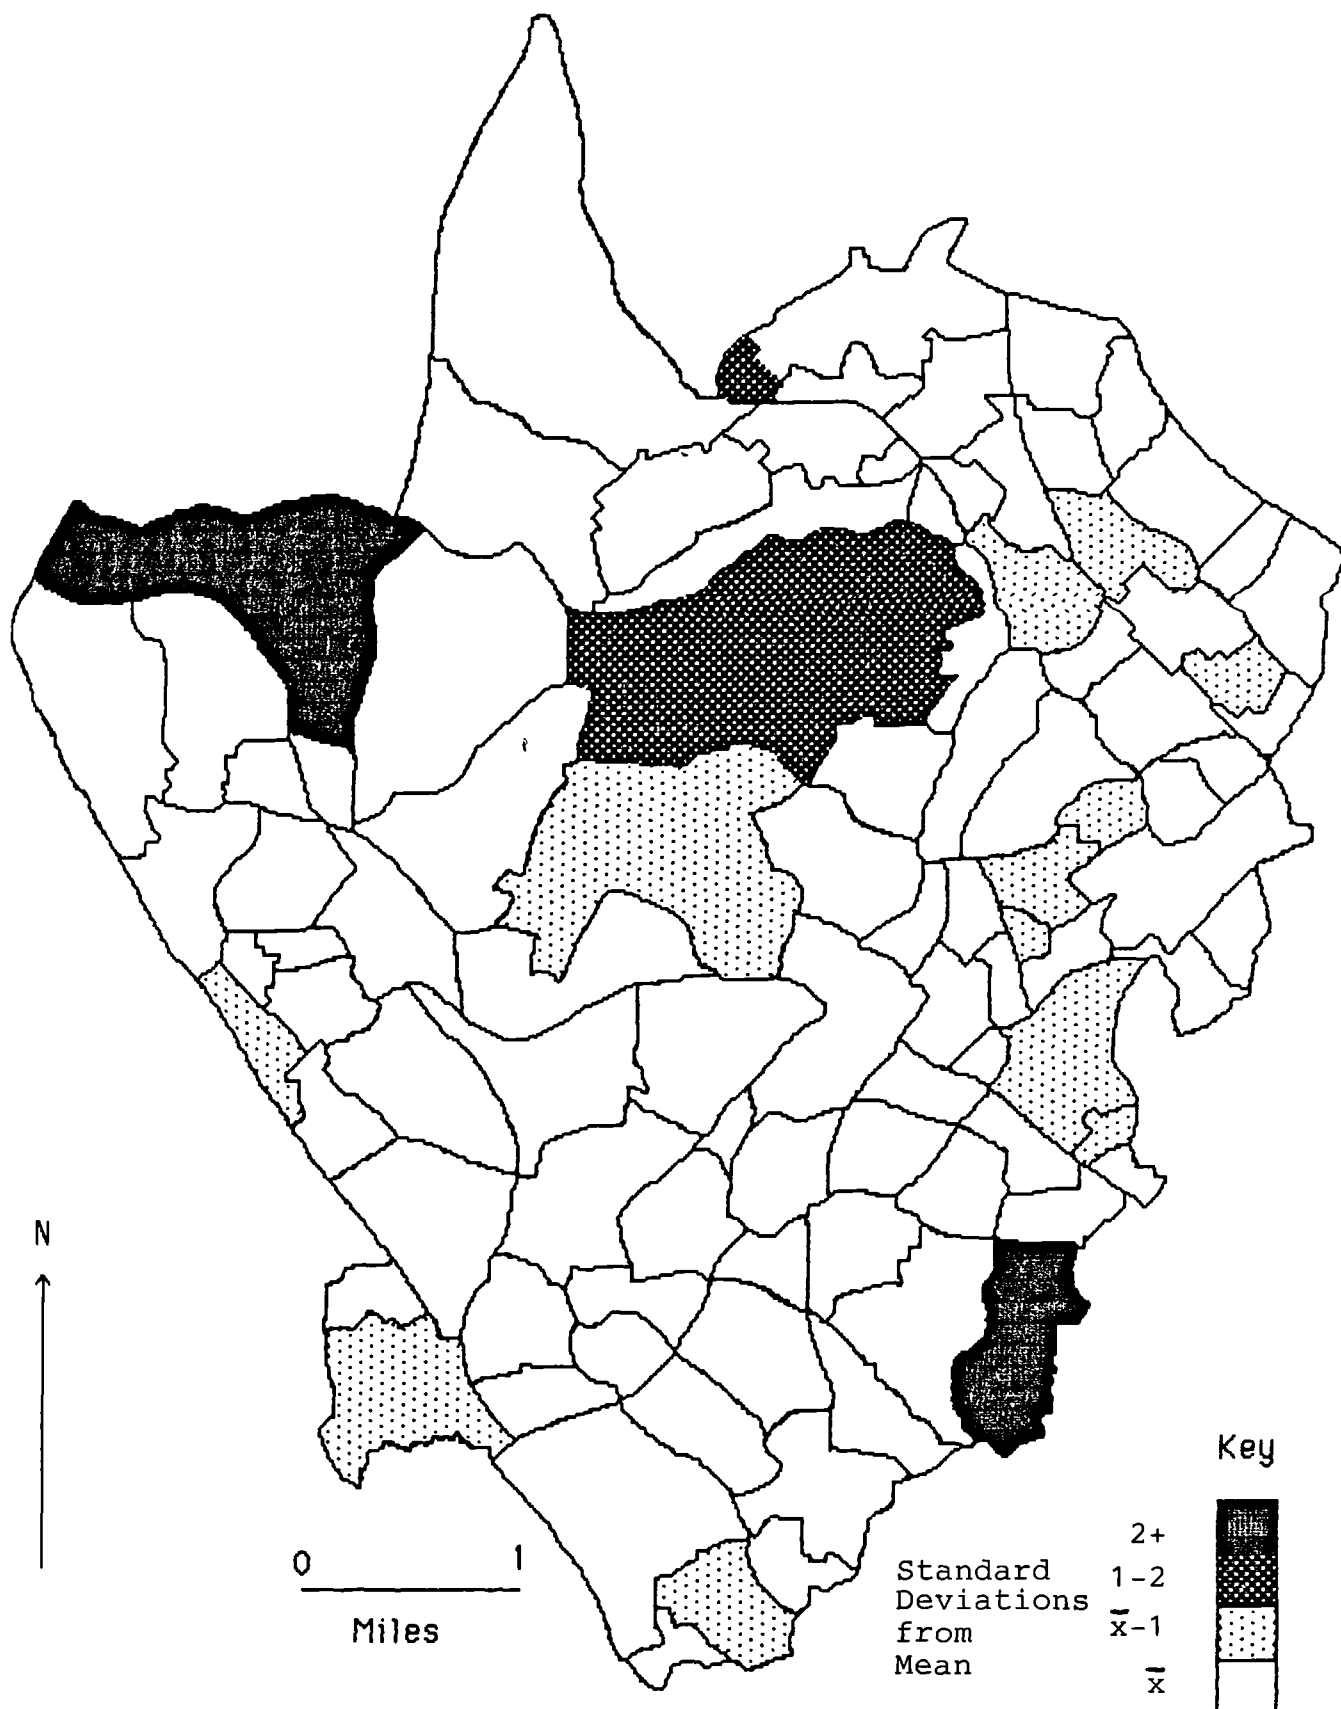 N
0 1
Miles
Key
Standard
Deviations
from
Mean
2+
1-2
x̄-1
x̄